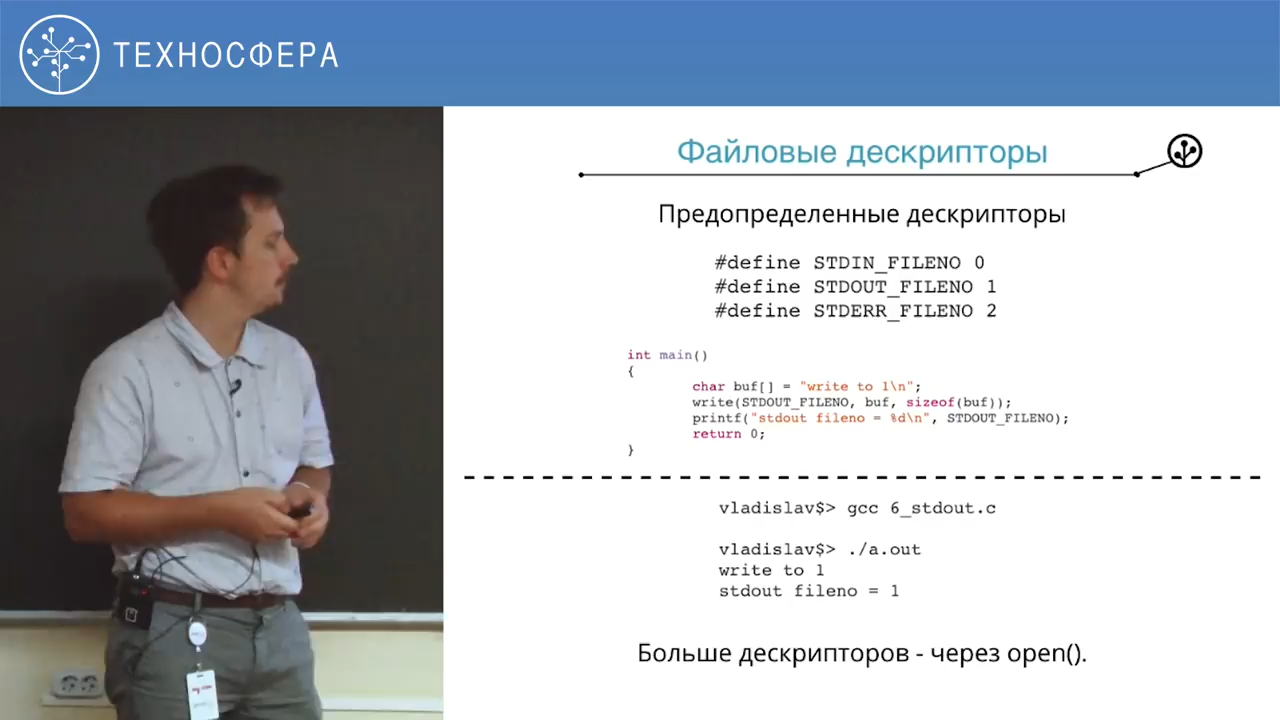 ТЕХНОСФЕРА
Файловые дескрипторы
Предопределенные дескрипторы
#define STDIN_FILENO 0
#define STDOUT_FILENO 1
#define STDERR_FILENO 2
int main()
{
char buf[] = "write to 1\n";
write(STDOUT_FILENO, buf, sizeof(buf));
printf("stdout fileno = %d\n", STDOUT_FILENO);
return 0;
}
vladislav$> gcc 6_stdout.c
vladislav$> ./a.out
write to 1
stdout fileno = 1
Больше дескрипторов - через open().